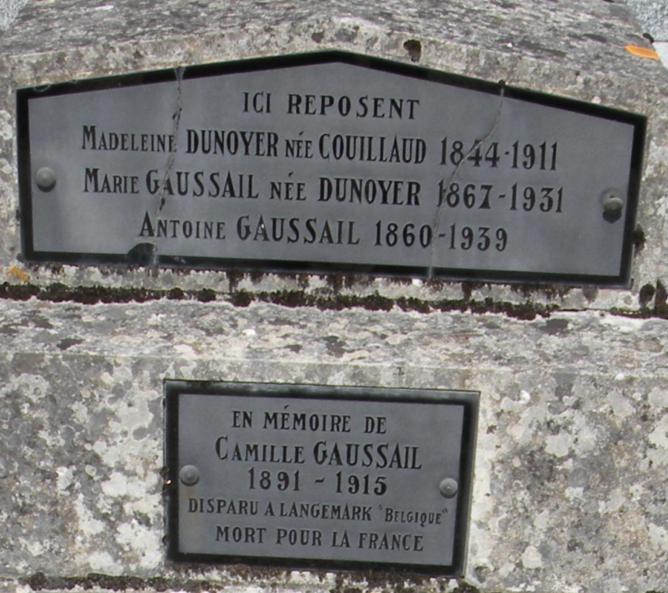 ICI REPOSENT
MADELEINE DUNOYER NÉE COUILLAUD 1844-1911
MARIE GAUSSAIL NÉE DUNOYER 1867-1931
ANTOINE GAUSSAIL 1860-1939
EN MÉMOIRE DE
CAMILLE GAUSSAIL
1891 - 1915
DISPARU A LANGEMARK "BELGIQUE"
MORT POUR LA FRANCE